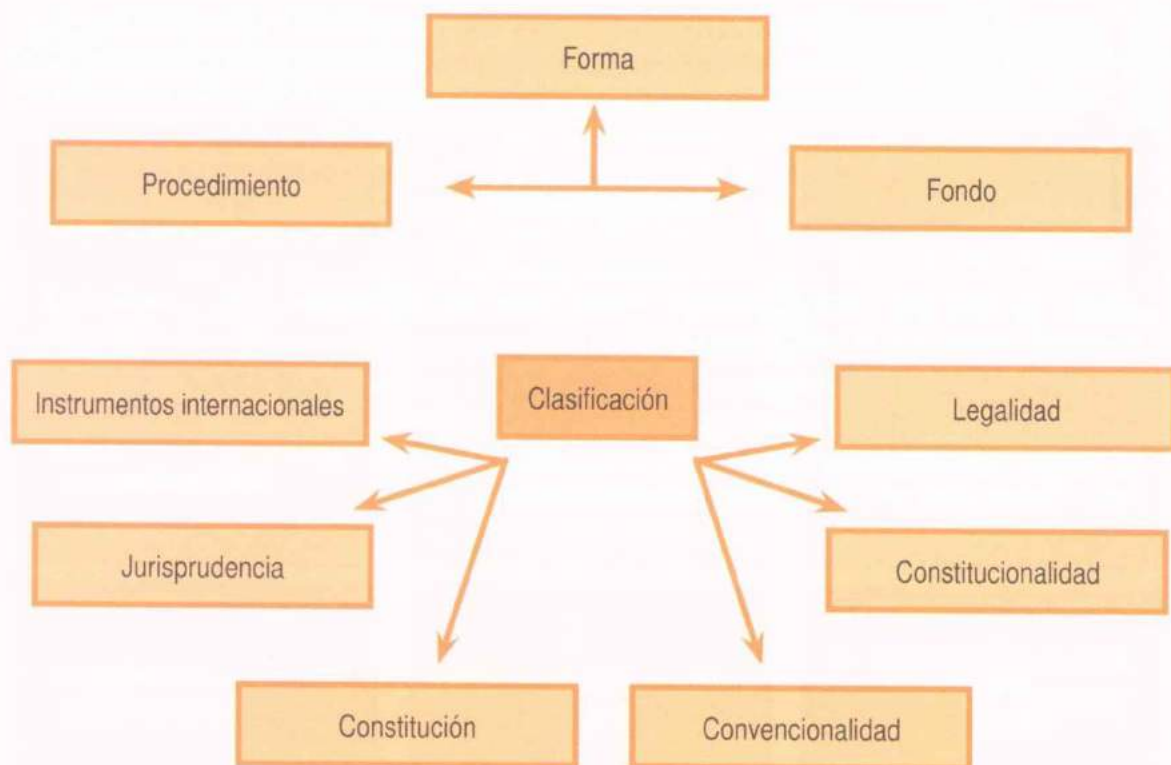 Forma
Procedimiento
Fondo
Instrumentos internacionales
Clasificación
Legalidad
Jurisprudencia
Constitucionalidad
Constitución
Convencionalidad